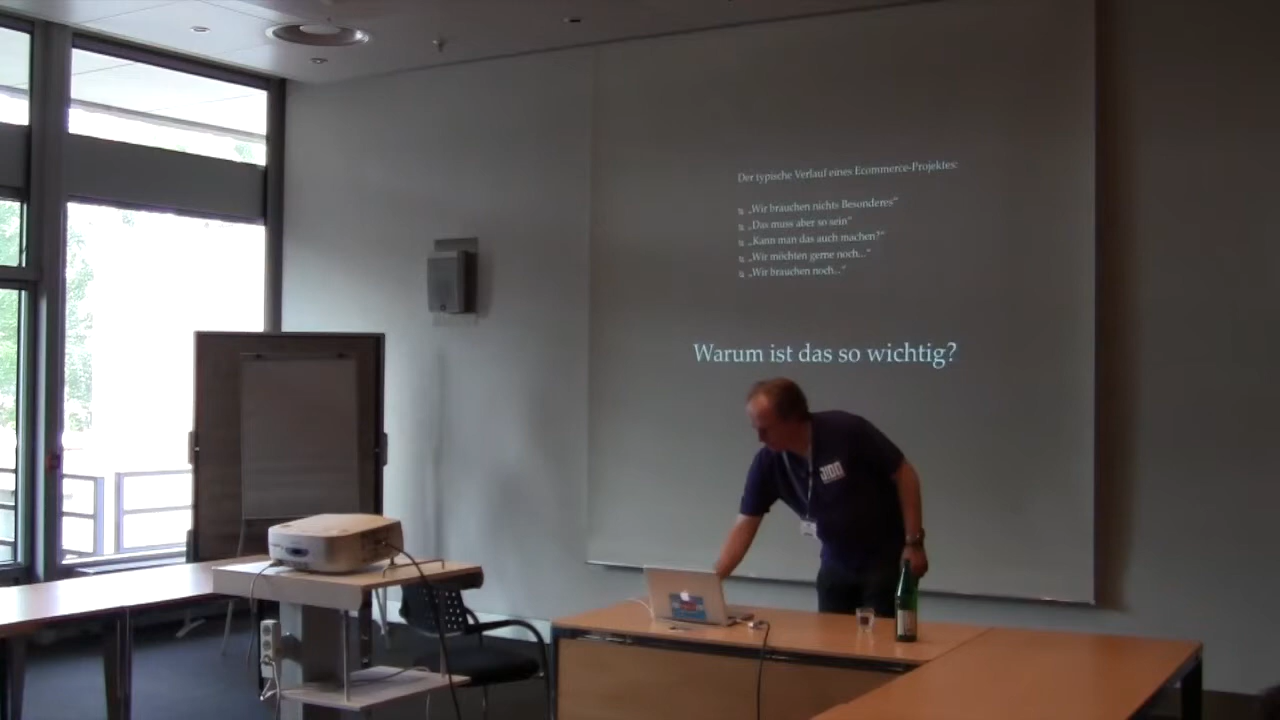 Der typische Verlauf eines Ecommerce-Projektes:
„Wir brauchen nichts Besonderes“
„Das muss aber so sein“
„Kann man das auch machen?“
„Wir möchten gerne noch...“
„Wir brauchen noch...“
Warum ist das so wichtig?